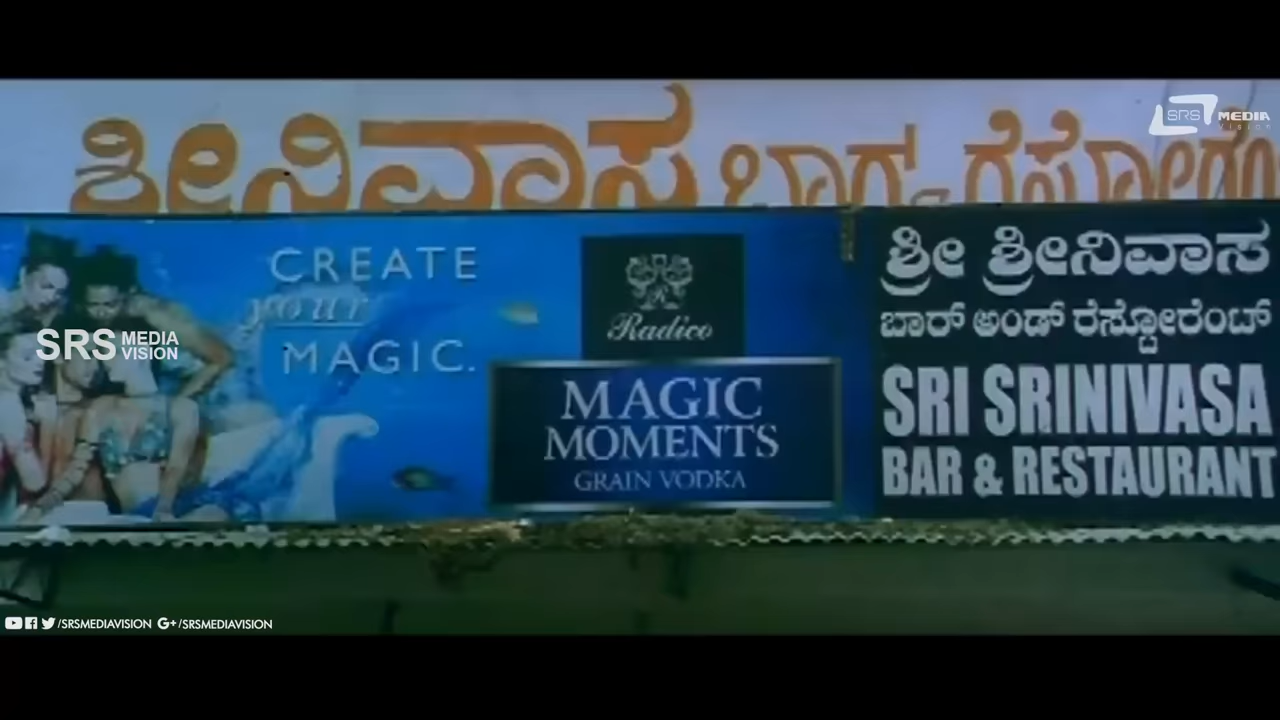 ಶ್ರೀನಿವಾಸ ಬಾರ್
SRS MEDIA
Vision
CREATE
your
MAGIC.
Radico
MAGIC
MOMENTS
GRAIN VODKA
ಶ್ರೀ ಶ್ರೀನಿವಾಸ
ಬಾರ್ ಅಂಡ್ ರೆಸ್ಟೋರೆಂಟ್
SRI SRINIVASA
BAR & RESTAURANT
SRS MEDIA
VISION
/SRSMEDIAVISION G+/SRSMEDIAVISION